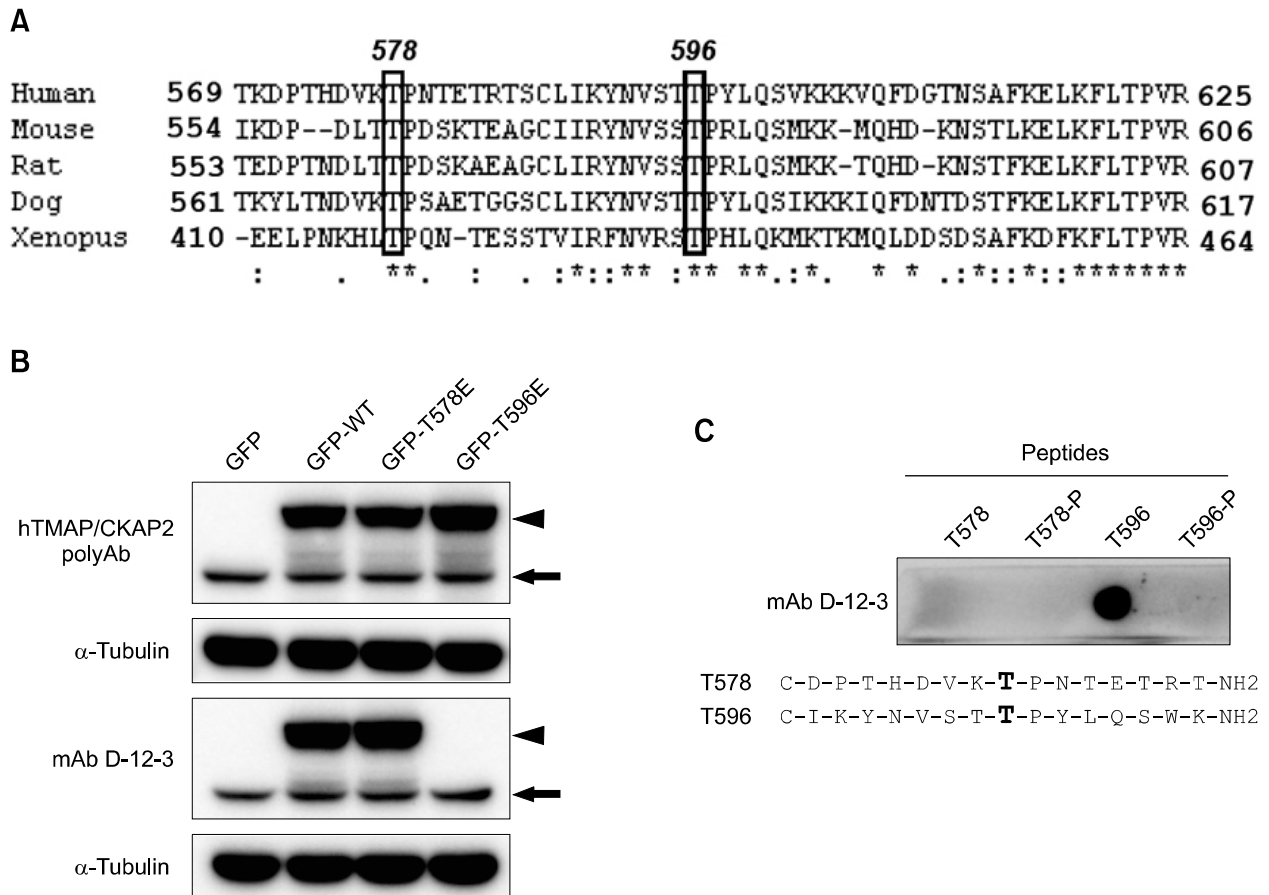 A
578 596
Human 569 TKDPTHDVKTPNTETRTSCLIKYNVSTTPYLQSVKKKVQFDGTNSAFKELKFLTPVR 625
Mouse 554 IKDP--DLTTPDSKTEAGCIIRYNVSSTPRLQSMKK-MQHD-KNSTLKELKFLTPVR 606
Rat 553 TEDPTNDLTTPDSKAEAGCLIRYNVSSTPRLQSMKK-TQHD-KNSTFKELKFLTPVR 607
Dog 561 TKYLTNDVKTPSAETGGSCLIKYNVSTTPYLQSIKKKIQFDNTDSTFKELKFLTPVR 617
Xenopus 410 -EELPNKHLTPQN-TESSTVIRFNVRSTPHLQKMKTKMQLDDSDSAFKDFKFLTPVR 464
: . **. : . :*::** :** **.:*. * * .:*::*::*******
B
GFP GFP-WT GFP-T578E GFP-T596E
hTMAP/CKAP2
polyAb
α-Tubulin
mAb D-12-3
α-Tubulin
C
Peptides
T578 T578-P T596 T596-P
mAb D-12-3
T578 C-D-P-T-H-D-V-K-T-P-N-T-E-T-R-T-NH2
T596 C-I-K-Y-N-V-S-T-T-P-Y-L-Q-S-W-K-NH2